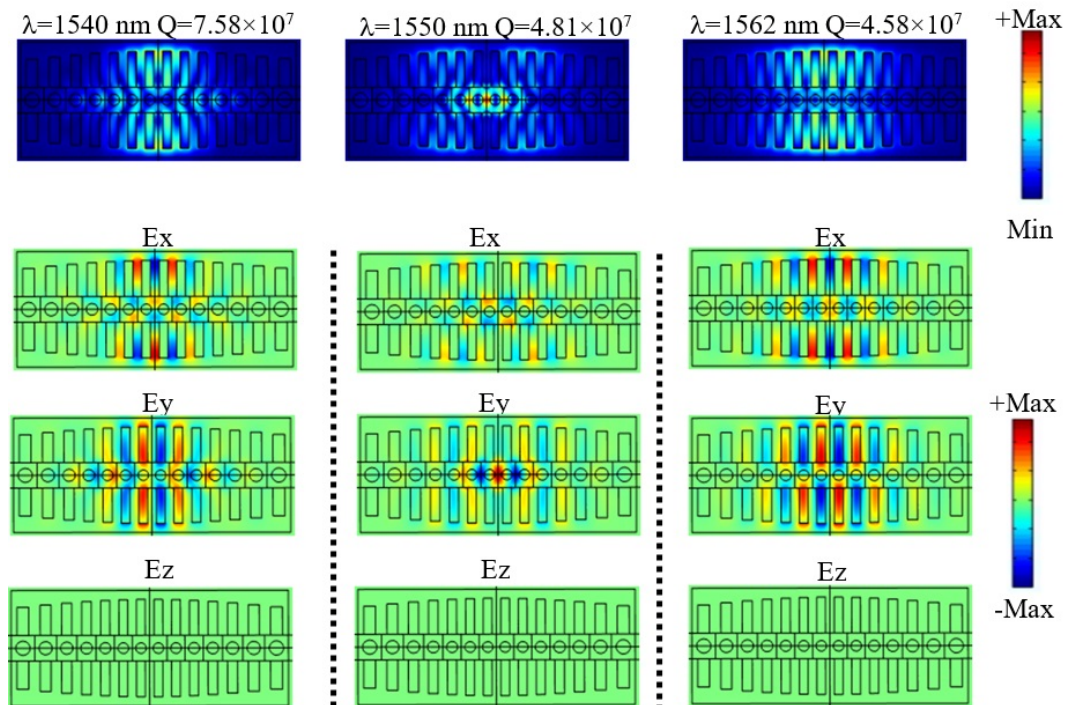 λ=1540 nm Q=7.58×10⁷ λ=1550 nm Q=4.81×10⁷ λ=1562 nm Q=4.58×10⁷ +Max
Min
Ex Ex Ex
Ey Ey Ey +Max
Ez Ez Ez
-Max